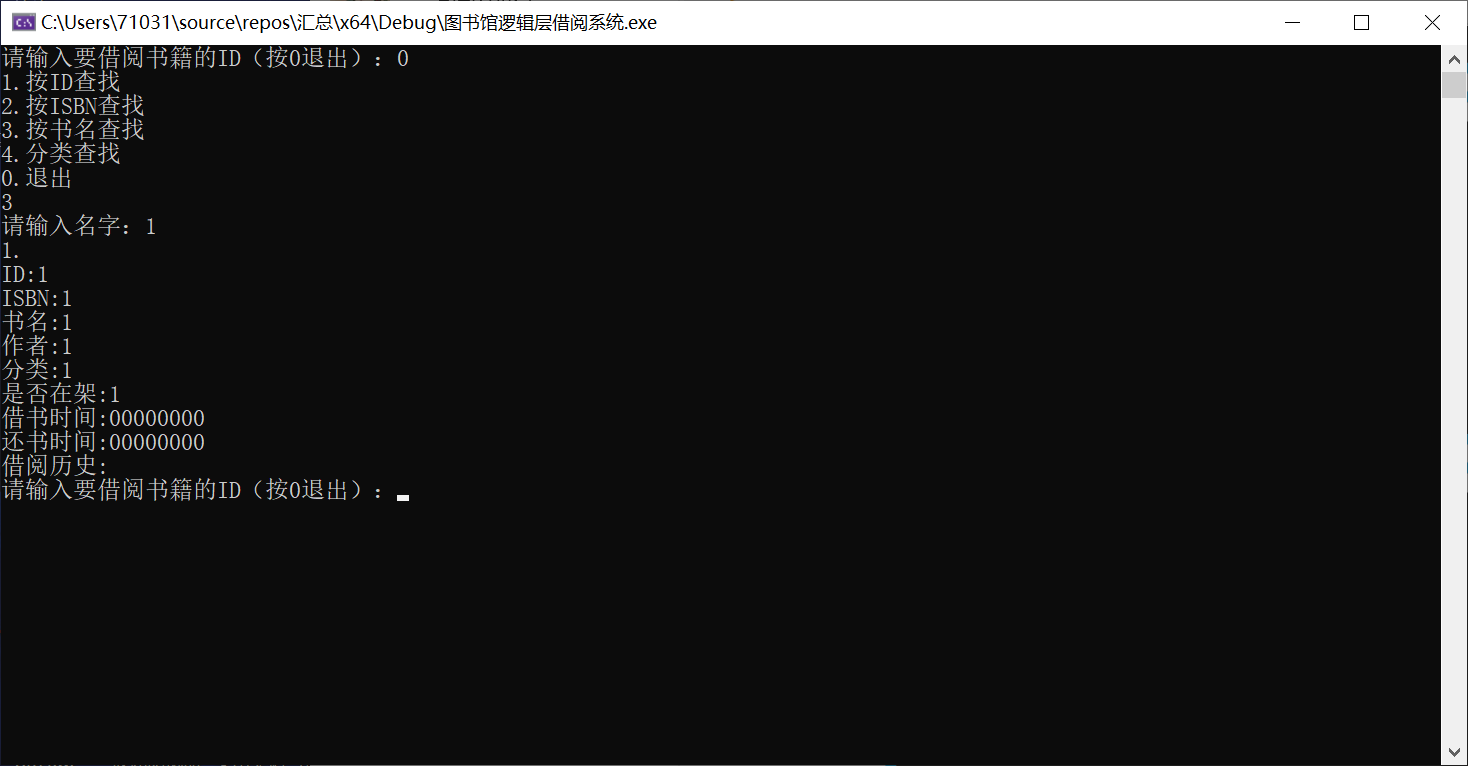 C:\Users\71031\source\repos\汇总\x64\Debug\图书馆逻辑层借阅系统.exe
请输入要借阅书籍的ID（按0退出）：0
1.按ID查找
2.按ISBN查找
3.按书名查找
4.分类查找
0.退出
3
请输入名字：1
1.
ID:1
ISBN:1
书名:1
作者:1
分类:1
是否在架:1
借书时间:00000000
还书时间:00000000
借阅历史:
请输入要借阅书籍的ID（按0退出）：